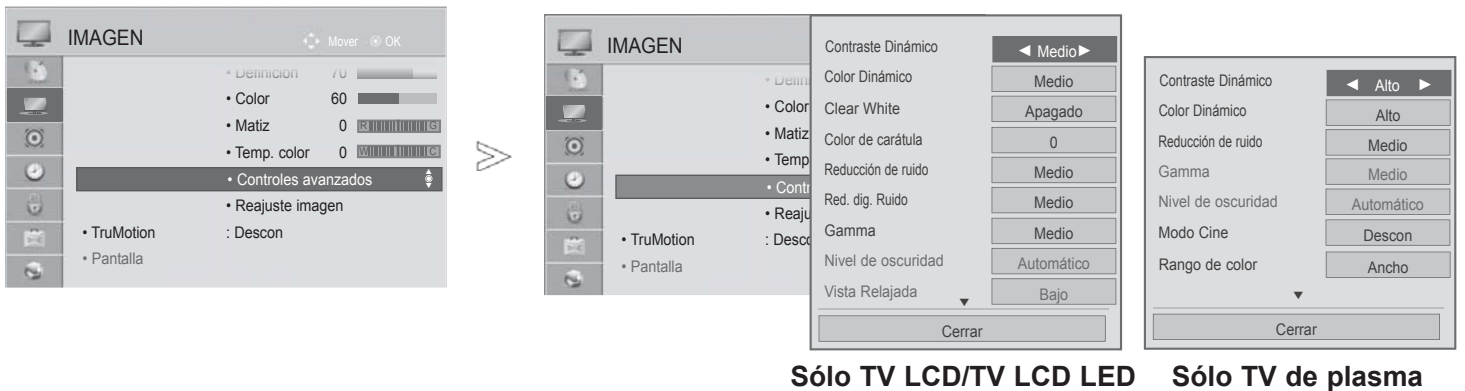 IMAGEN
Mover OK
• Definición 70
• Color 60
• Matiz 0 R G
• Temp. color 0 W C
• Controles avanzados
• Reajuste imagen
• TruMotion : Descon
• Pantalla
IMAGEN
• Defin
• Color
• Matiz
• Temp
• Contr
• Reaju
• TruMotion : Desco
• Pantalla
Contraste Dinámico ◄ Medio ►
Color Dinámico Medio
Clear White Apagado
Color de carátula 0
Reducción de ruido Medio
Red. dig. Ruido Medio
Gamma Medio
Nivel de oscuridad Automático
Vista Relajada Bajo
▼
Cerrar
Contraste Dinámico ◄ Alto ►
Color Dinámico Alto
Reducción de ruido Medio
Gamma Medio
Nivel de oscuridad Automático
Modo Cine Descon
Rango de color Ancho
▼
Cerrar
Sólo TV LCD/TV LCD LED
Sólo TV de plasma